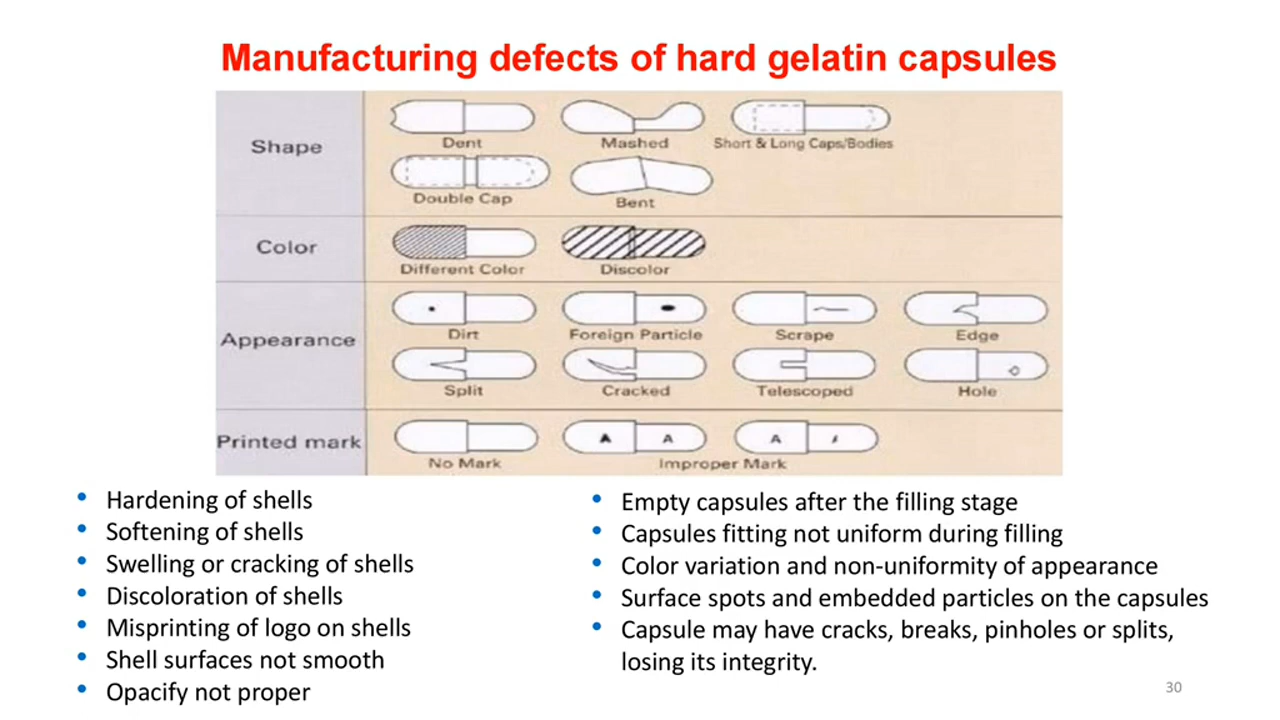 Manufacturing defects of hard gelatin capsules
Shape
Dent
Mashed
Short & Long Caps/Bodies
Double Cap
Bent
Color
Different Color
Discolor
Appearance
Dirt
Foreign Particle
Scrape
Edge
Split
Cracked
Telescoped
Hole
Printed mark
A A A
No Mark
Improper Mark
• Hardening of shells
• Softening of shells
• Swelling or cracking of shells
• Discoloration of shells
• Misprinting of logo on shells
• Shell surfaces not smooth
• Opacify not proper
• Empty capsules after the filling stage
• Capsules fitting not uniform during filling
• Color variation and non-uniformity of appearance
• Surface spots and embedded particles on the capsules
• Capsule may have cracks, breaks, pinholes or splits,
losing its integrity.
30